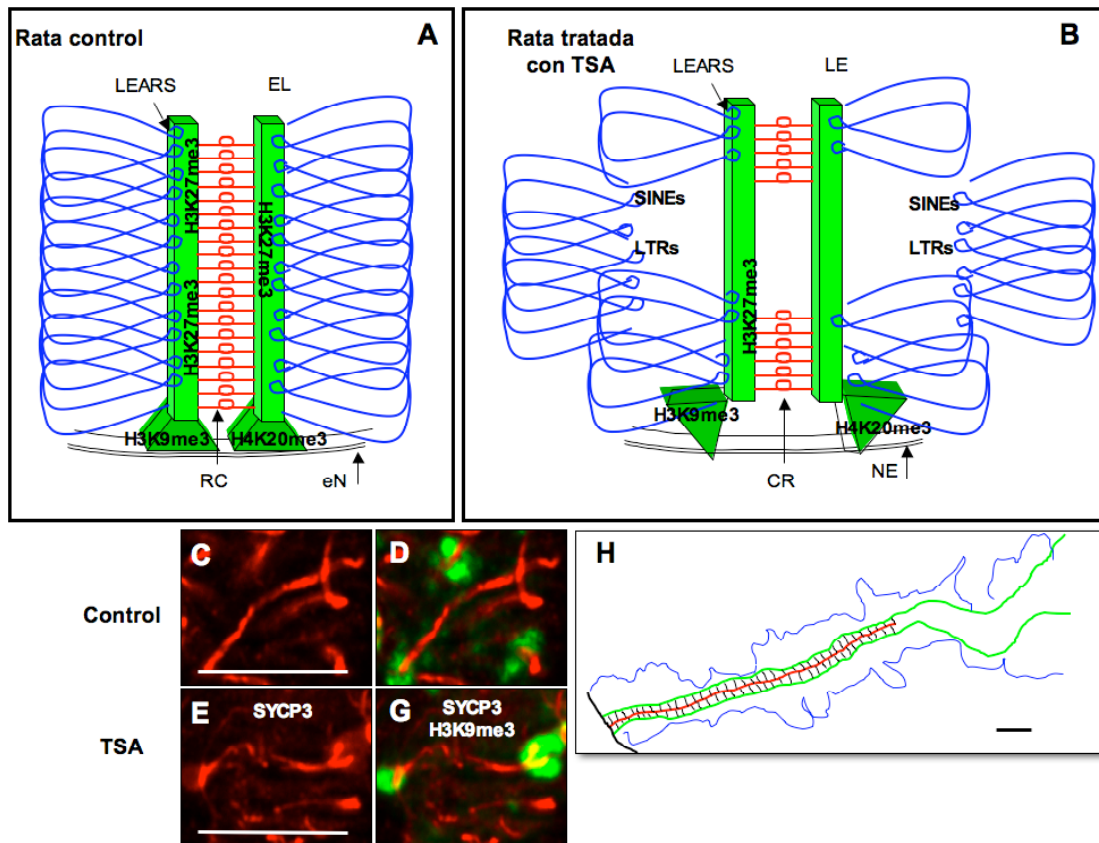 Rata control
A
LEARS
EL
H3K27me3
H3K27me3
H3K27me3
H3K9me3
H4K20me3
RC
eN
Rata tratada
con TSA
B
LEARS
LE
SINEs
SINEs
LTRs
LTRs
H3K27me3
H3K9me3
H4K20me3
CR
NE
Control
C
D
TSA
E
SYCP3
G
SYCP3
H3K9me3
H